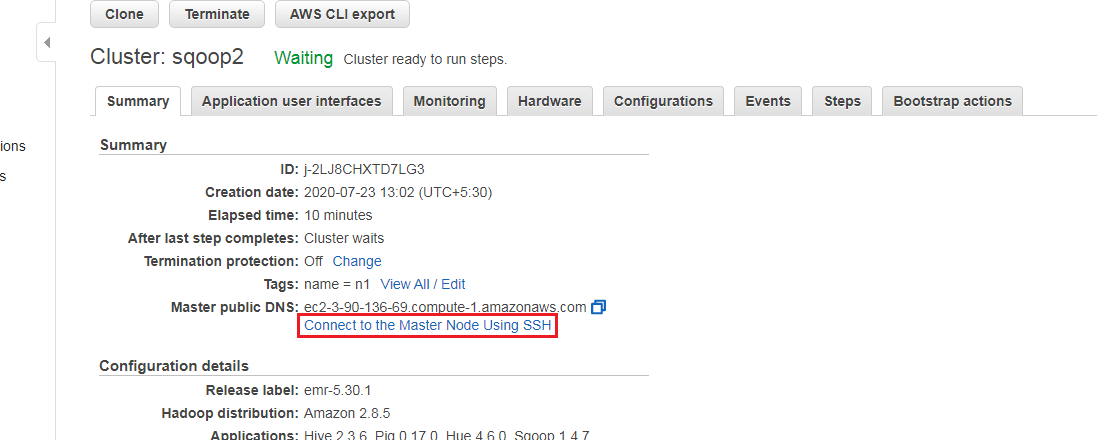 Clone Terminate AWS CLI export
Cluster: sqoop2 Waiting Cluster ready to run steps.
Summary Application user interfaces Monitoring Hardware Configurations Events Steps Bootstrap actions
ions
s
Summary
ID: j-2LJ8CHXTD7LG3
Creation date: 2020-07-23 13:02 (UTC+5:30)
Elapsed time: 10 minutes
After last step completes: Cluster waits
Termination protection: Off Change
Tags: name = n1 View All / Edit
Master public DNS: ec2-3-90-136-69.compute-1.amazonaws.com
Connect to the Master Node Using SSH
Configuration details
Release label: emr-5.30.1
Hadoop distribution: Amazon 2.8.5
Applications: Hive 2.3.6, Pig 0.17.0, Hue 4.6.0, Sqoop 1.4.7